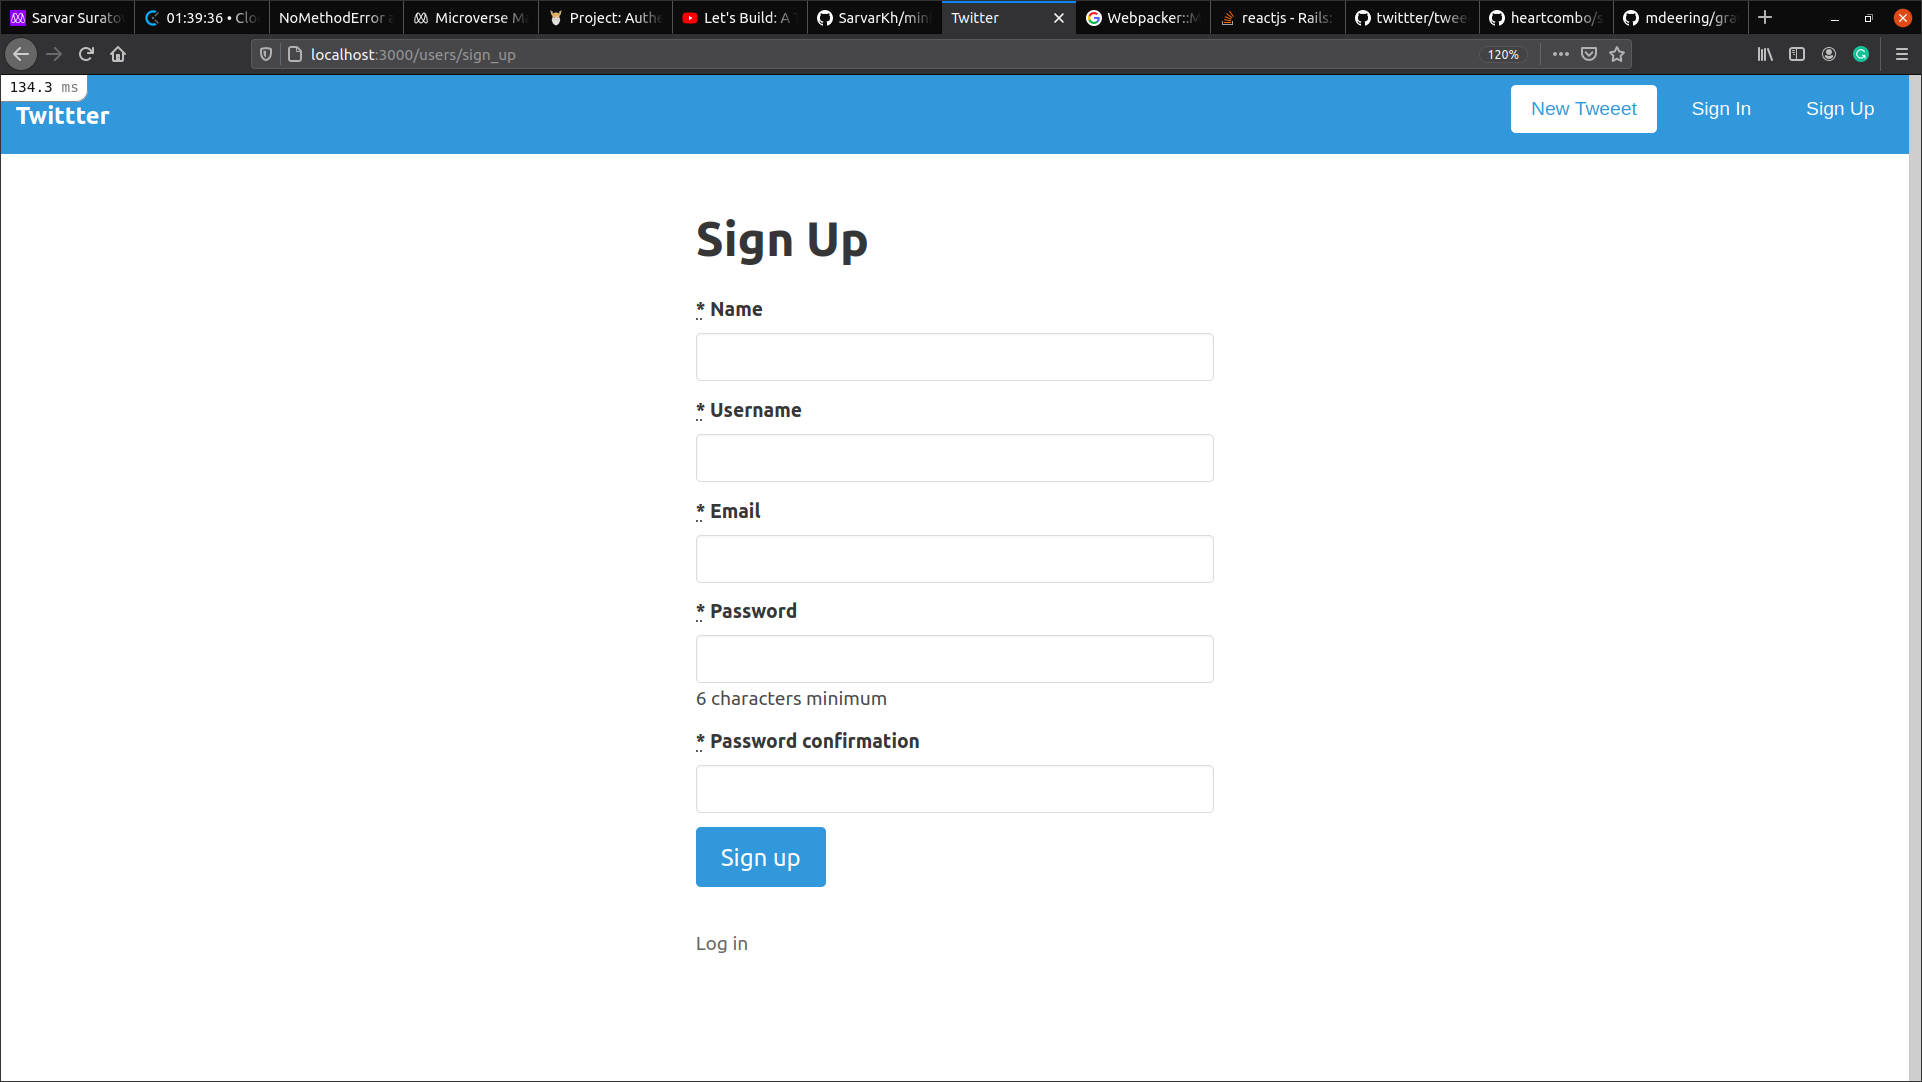 Sarvar Surato
01:39:36 • Cloc
NoMethodError a
Microverse Ma
Project: Authe
Let's Build: A T
SarvarKh/min
Twitter
Webpacker::M
reactjs - Rails:
twittter/twee
heartcombo/s
mdeering/gra
localhost:3000/users/sign_up
120%
134.3 ms
Twittter
New Tweeet
Sign In
Sign Up
Sign Up
* Name
* Username
* Email
* Password
6 characters minimum
* Password confirmation
Sign up
Log in